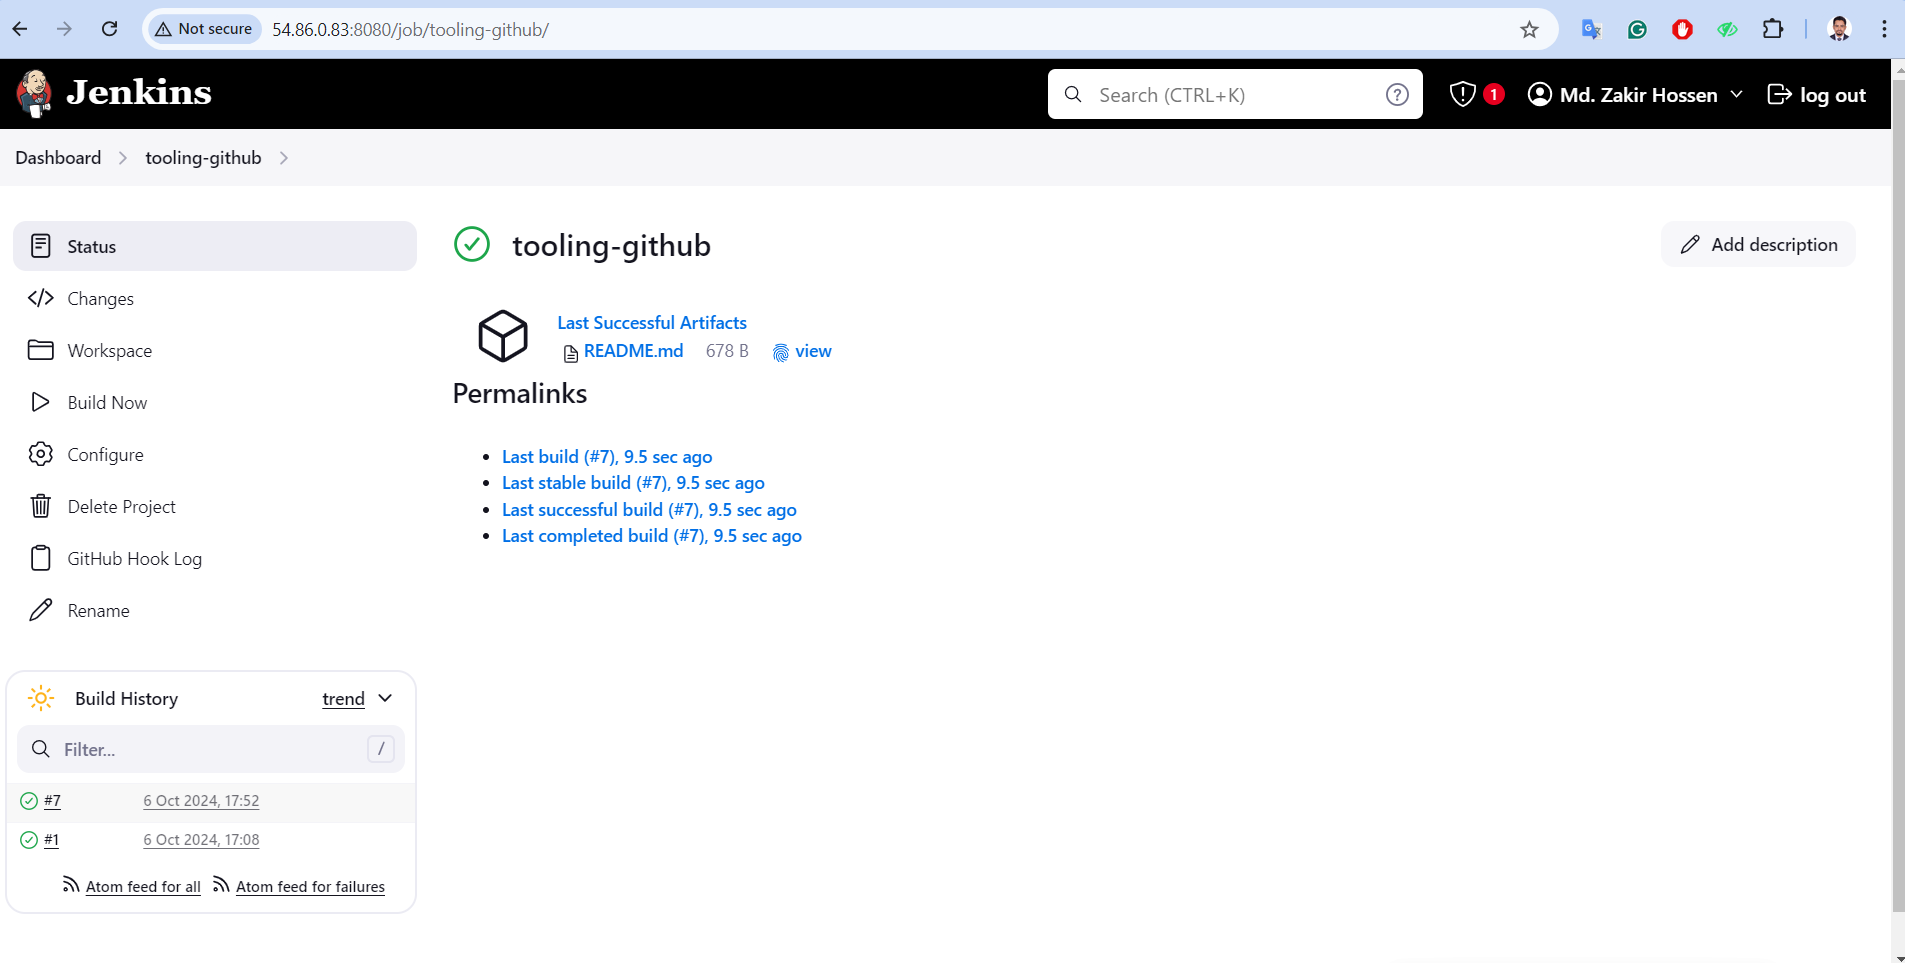 Not secure 54.86.0.83:8080/job/tooling-github/
Jenkins
Search (CTRL+K)
1
Md. Zakir Hossen
log out
Dashboard
tooling-github
Status
Changes
Workspace
Build Now
Configure
Delete Project
GitHub Hook Log
Rename
Build History
trend
Filter...
/
#7 6 Oct 2024, 17:52
#1 6 Oct 2024, 17:08
Atom feed for all Atom feed for failures
tooling-github
Add description
Last Successful Artifacts
README.md 678 B view
Permalinks
Last build (#7), 9.5 sec ago
Last stable build (#7), 9.5 sec ago
Last successful build (#7), 9.5 sec ago
Last completed build (#7), 9.5 sec ago